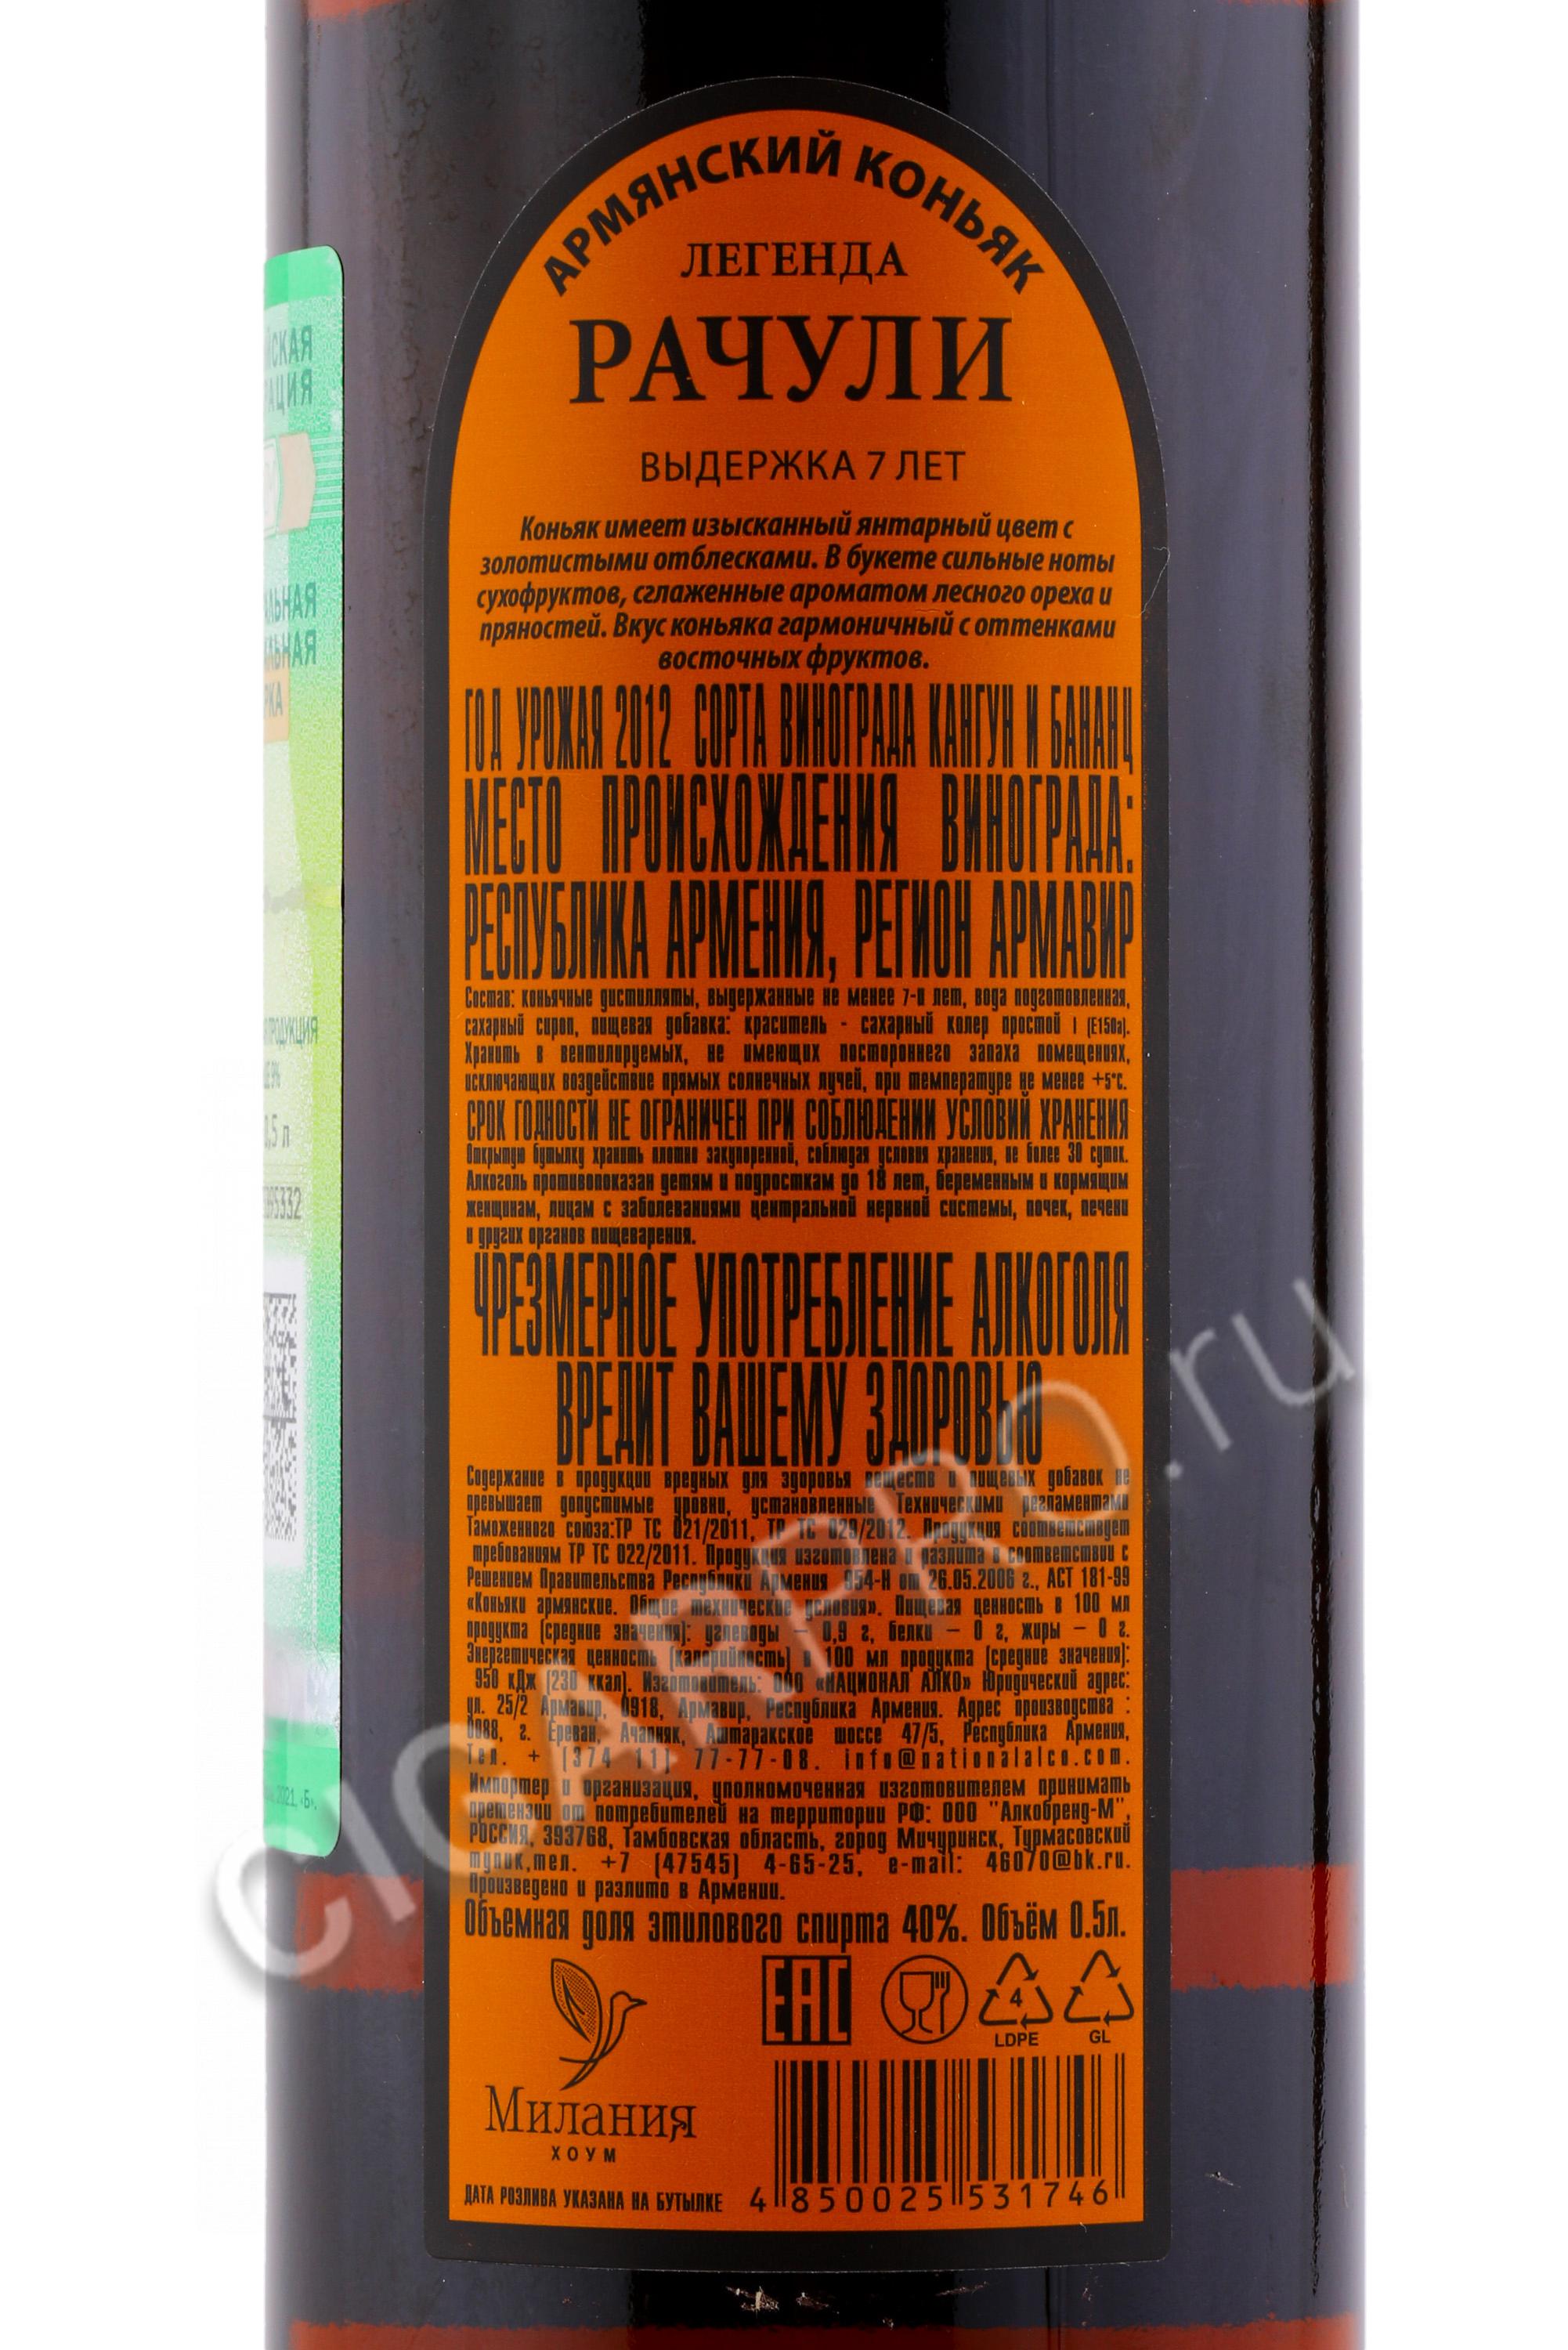 АРМЯНСКИЙ КОНЬЯК
ЛЕГЕНДА
РАЧУЛИ
ВЫДЕРЖКА 7 ЛЕТ
Коньяк имеет изысканный янтарный цвет с
золотистыми отблесками. В букете сильные ноты
сухофруктов, сглаженные ароматом лесного ореха и
пряностей. Вкус коньяка гармоничный с оттенками
восточных фруктов.
ГОД УРОЖАЯ 2012 СОРТА ВИНОГРАДА КАНГУН И БАНАНЦ
МЕСТО ПРОИСХОЖДЕНИЯ ВИНОГРАДА:
РЕСПУБЛИКА АРМЕНИЯ, РЕГИОН АРМАВИР
Состав: коньячные дистилляты, выдержанные не менее 7-и лет, вода подготовленная,
сахарный сироп, пищевая добавка: краситель - сахарный колер простой I (Е150а).
Хранить в вентилируемых, не имеющих постороннего запаха помещениях,
исключающих воздействие прямых солнечных лучей, при температуре не менее +5°С.
СРОК ГОДНОСТИ НЕ ОГРАНИЧЕН ПРИ СОБЛЮДЕНИИ УСЛОВИЙ ХРАНЕНИЯ
Открытую бутылку хранить плотно закупоренной, соблюдая условия хранения, не более 30 суток.
Алкоголь противопоказан детям и подросткам до 18 лет, беременным и кормящим
женщинам, лицам с заболеваниями центральной нервной системы, почек, печени
и других органов пищеварения.
ЧРЕЗМЕРНОЕ УПОТРЕБЛЕНИЕ АЛКОГОЛЯ
ВРЕДИТ ВАШЕМУ ЗДОРОВЬЮ
Содержание в продукции вредных для здоровья веществ и пищевых добавок не
превышает допустимые уровни, установленные Техническими регламентами
Таможенного союза:ТР ТС 021/2011, ТР ТС 029/2012. Продукция соответствует
требованиям ТР ТС 022/2011. Продукция изготовлена и разлита в соответствии с
Решением Правительства Республики Армения 954-Н от 26.05.2006 г., АСТ 181-99
«Коньяки армянские. Общие технические условия». Пищевая ценность в 100 мл
продукта (средние значения): углеводы – 0,9 г, белки – 0 г, жиры – 0 г.
Энергетическая ценность (калорийность) в 100 мл продукта (средние значения):
950 кДж (230 ккал). Изготовитель: ООО «НАЦИОНАЛ АЛКО» Юридический адрес:
ул. 25/2 Армавир, 0918, Армавир, Республика Армения. Адрес производства :
0088, г. Ереван, Ачапняк, Аштаракское шоссе 47/5, Республика Армения,
Тел. + (374 11) 77-77-08. info@nationalalco.com.
Импортер и организация, уполномоченная изготовителем принимать
претензии от потребителей на территории РФ: ООО "Алкобренд-М",
РОССИЯ, 393768, Тамбовская область, город Мичуринск, Турмасовский
тупик,тел. +7 (47545) 4-65-25, e-mail: 46070@bk.ru.
Произведено и разлито в Армении.
Объемная доля этилового спирта 40%. Объём 0.5л.
EAC
4
LDPE
GL
Милания
ХОУМ
ДАТА РОЗЛИВА УКАЗАНА НА БУТЫЛКЕ
4 850025 531746
CIGARPRO.ru